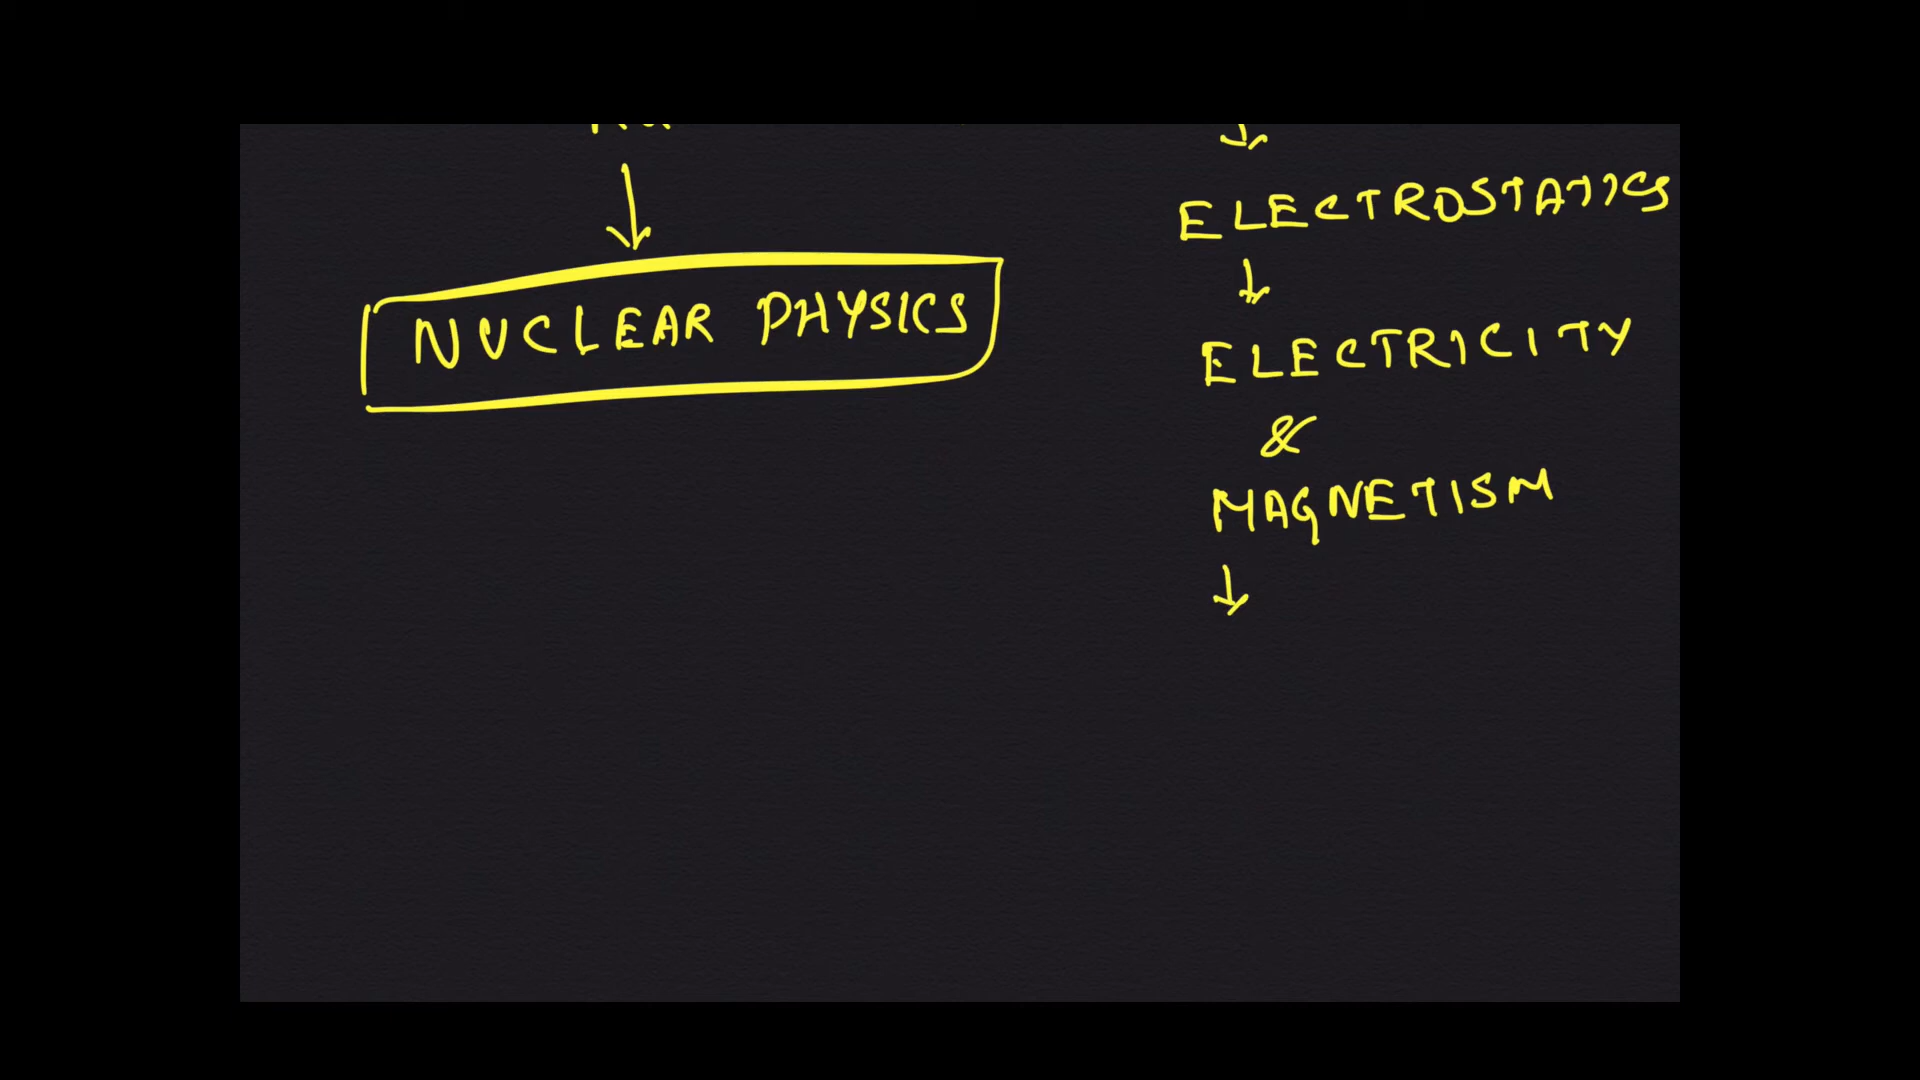 NUCLEAR PHYSICS
ELECTROSTATICS
ELECTRICITY
&
MAGNETISM